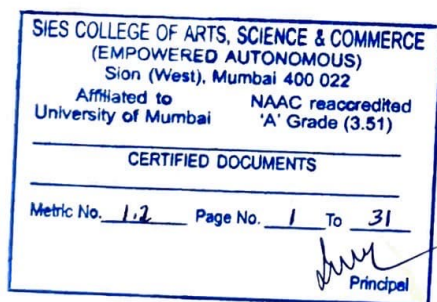 SIES COLLEGE OF ARTS, SCIENCE & COMMERCE
(EMPOWERED AUTONOMOUS)
Sion (West), Mumbai 400 022
Affiliated to NAAC reaccredited
University of Mumbai 'A' Grade (3.51)
CERTIFIED DOCUMENTS
Metric No. 1.2 Page No. 1 To 31
Principal